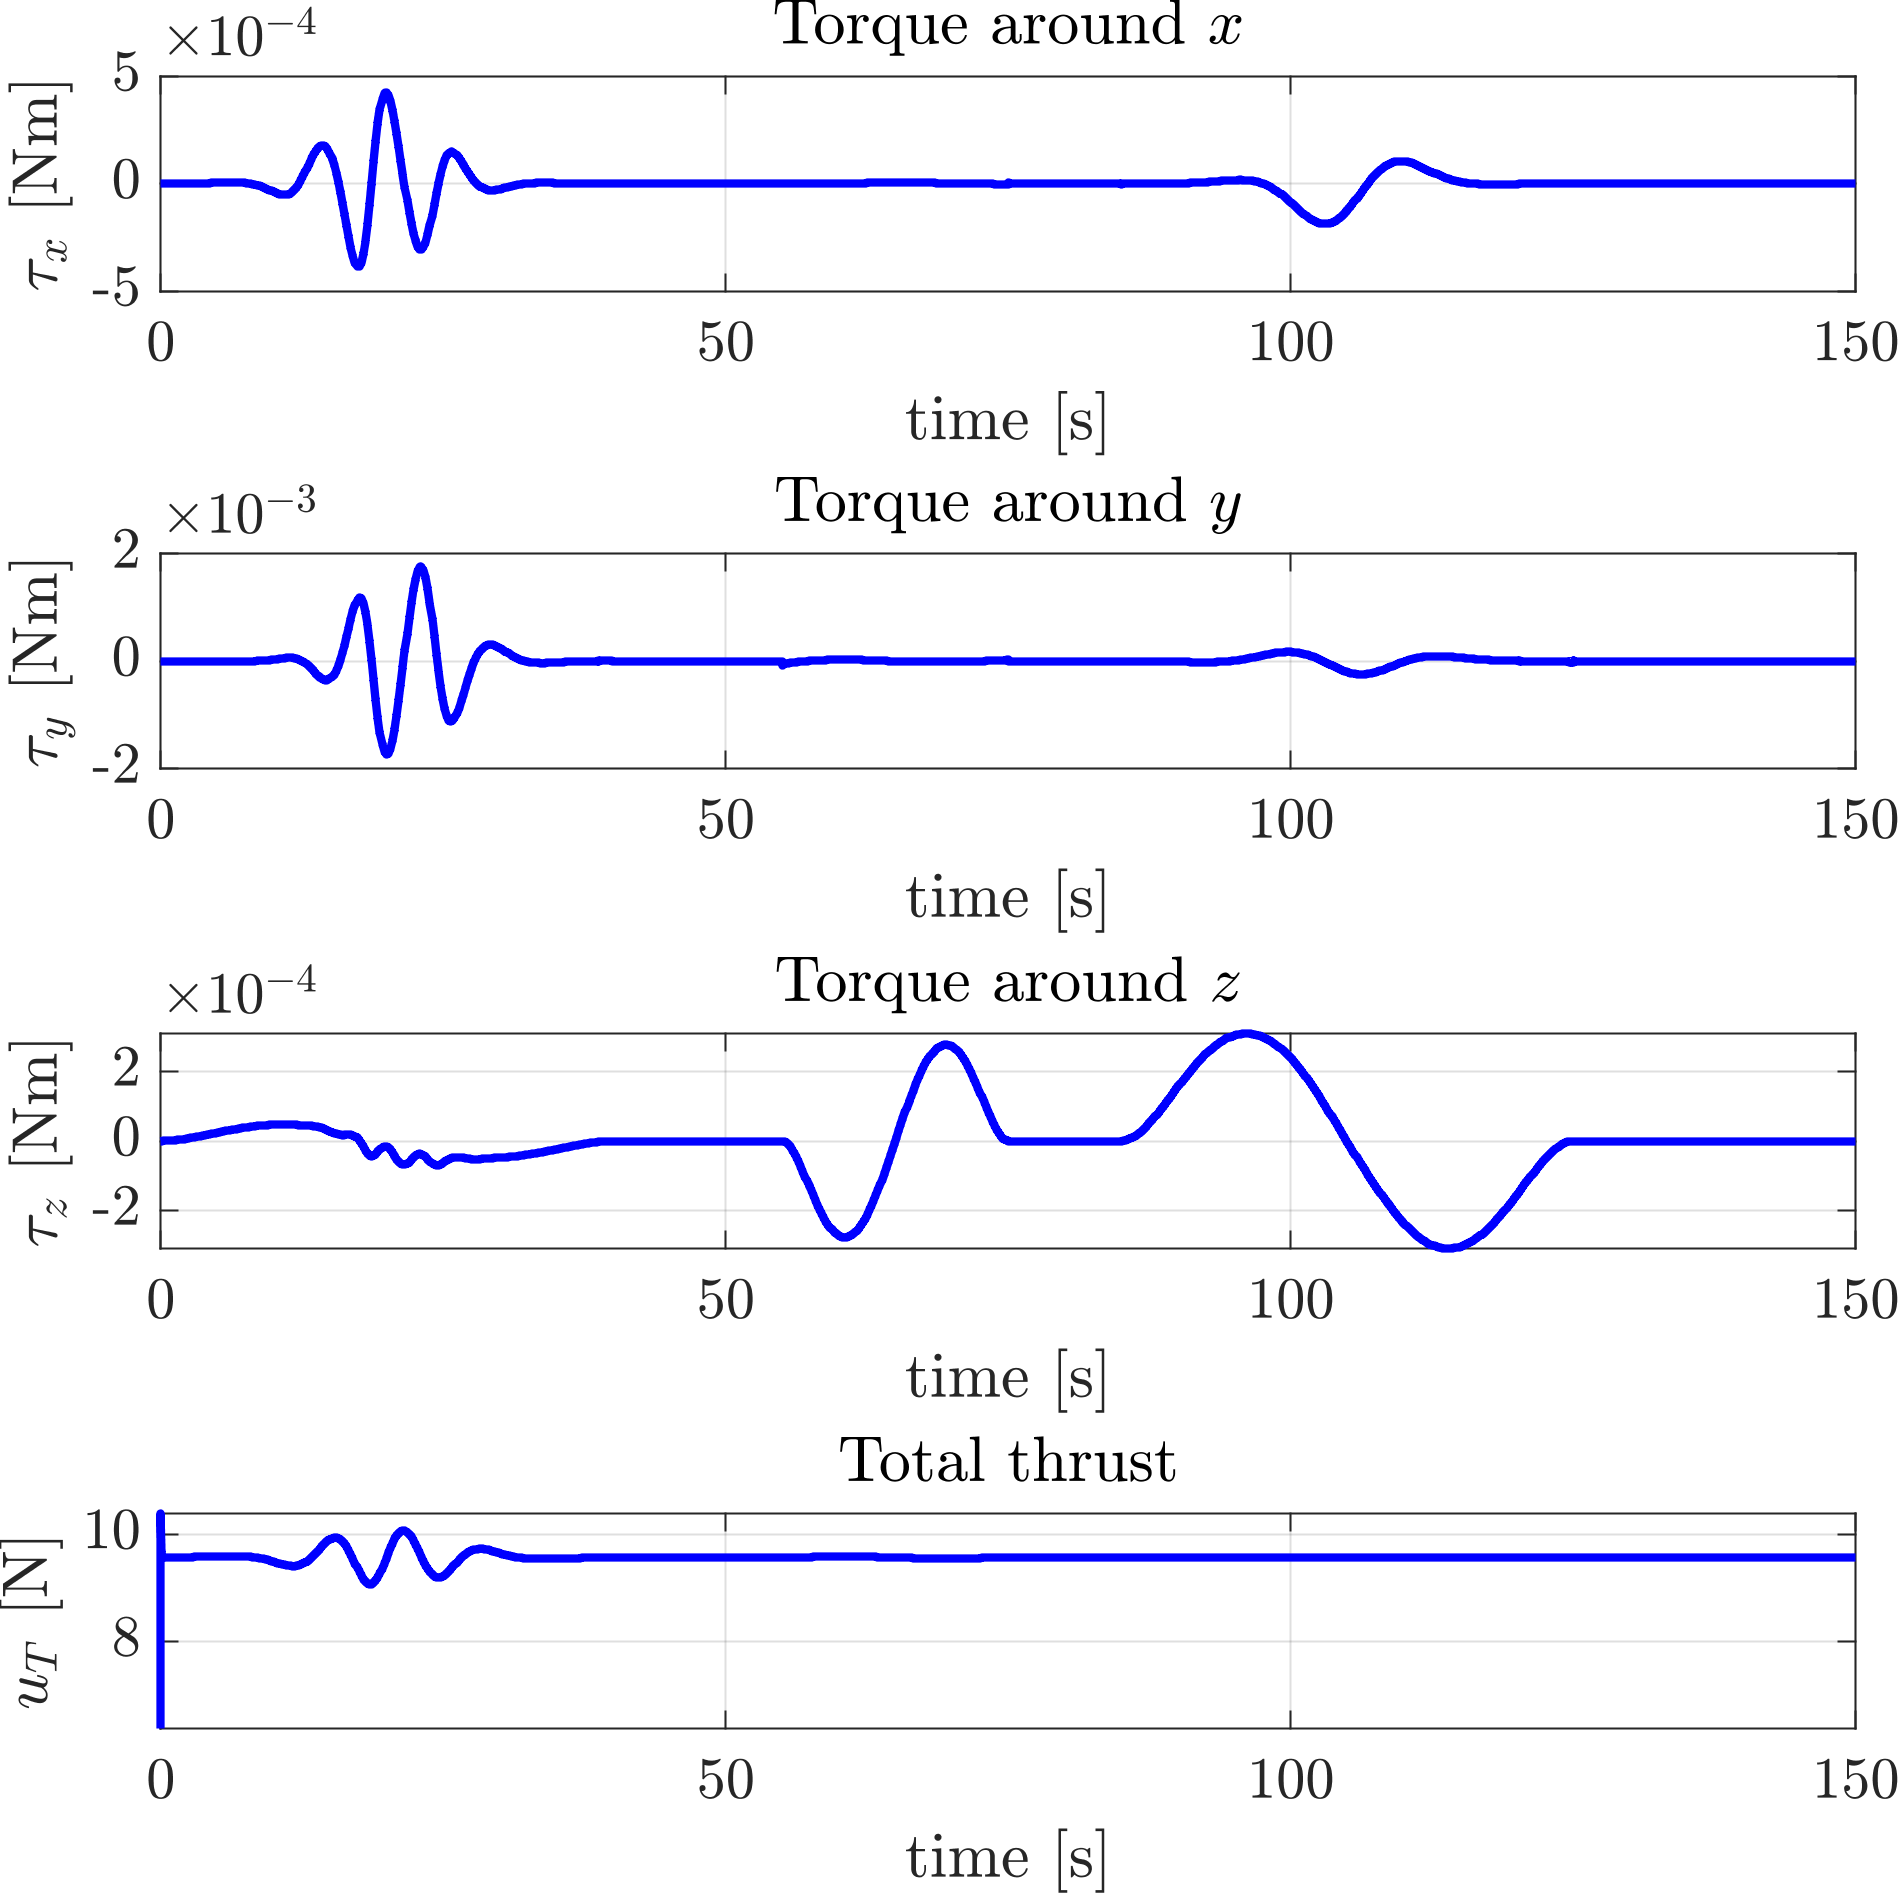 ×10⁻⁴
Torque around x
τx [Nm]
5
0
-5
0 50 100 150
time [s]
×10⁻³
Torque around y
τy [Nm]
2
0
-2
0 50 100 150
time [s]
×10⁻⁴
Torque around z
τz [Nm]
2
0
-2
0 50 100 150
time [s]
Total thrust
uT [N]
10
8
0 50 100 150
time [s]